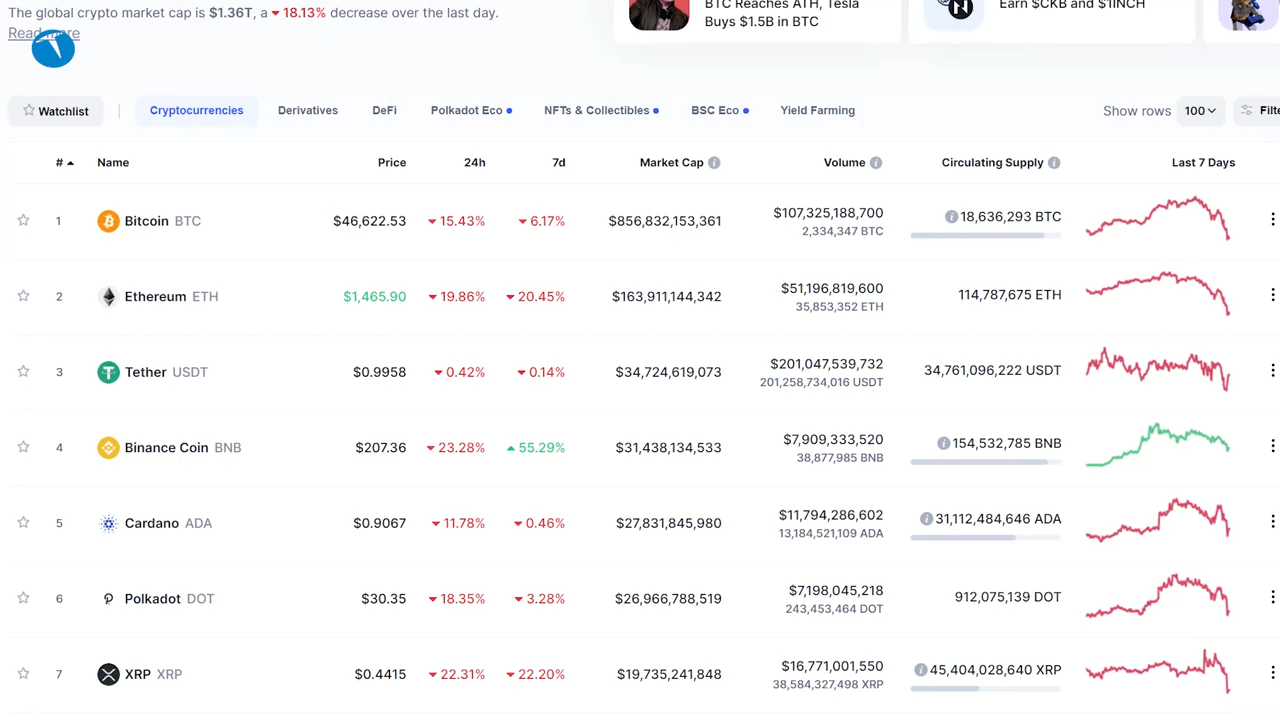 The global crypto market cap is $1.36T, a 18.13% decrease over the last day.
Read more
BTC Reaches ATH, Tesla
Buys $1.5B in BTC
Earn $CKB and $1INCH
Watchlist | Cryptocurrencies Derivatives DeFi Polkadot Eco NFTs & Collectibles BSC Eco Yield Farming Show rows 100
# Name Price 24h 7d Market Cap Volume Circulating Supply Last 7 Days
1 Bitcoin BTC $46,622.53 15.43% 6.17% $856,832,153,361 $107,325,188,700 18,636,293 BTC
2,334,347 BTC
2 Ethereum ETH $1,465.90 19.86% 20.45% $163,911,144,342 $51,196,819,600 114,787,675 ETH
35,853,352 ETH
3 Tether USDT $0.9958 0.42% 0.14% $34,724,619,073 $201,047,539,732 34,761,096,222 USDT
201,258,734,016 USDT
4 Binance Coin BNB $207.36 23.28% 55.29% $31,438,134,533 $7,909,333,520 154,532,785 BNB
38,877,985 BNB
5 Cardano ADA $0.9067 11.78% 0.46% $27,831,845,980 $11,794,286,602 31,112,484,646 ADA
13,184,521,109 ADA
6 Polkadot DOT $30.35 18.35% 3.28% $26,966,788,519 $7,198,045,218 912,075,139 DOT
243,453,464 DOT
7 XRP XRP $0.4415 22.31% 22.20% $19,735,241,848 $16,771,001,550 45,404,028,640 XRP
38,584,327,498 XRP